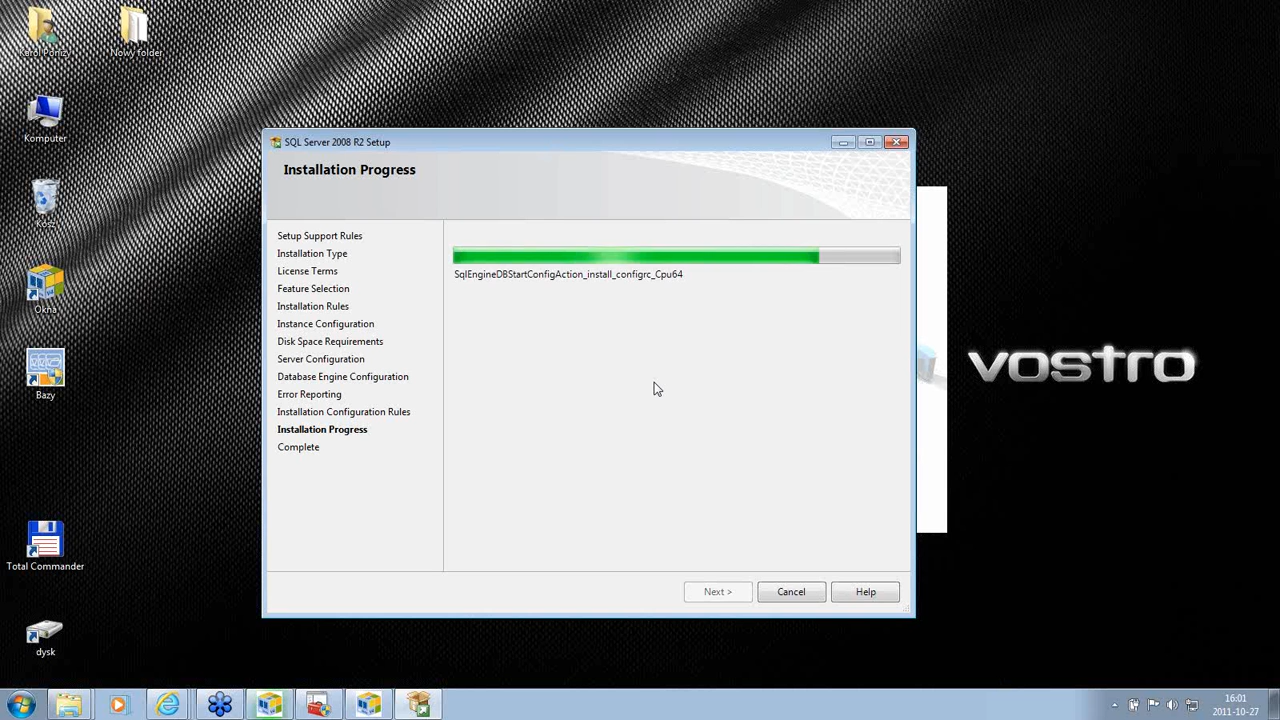 Karol Pomzy
Nowy folder
Komputer
Kosz
Okna
Bazy
Total Commander
dysk
SQL Server 2008 R2 Setup
Installation Progress
Setup Support Rules
Installation Type
License Terms
Feature Selection
Installation Rules
Instance Configuration
Disk Space Requirements
Server Configuration
Database Engine Configuration
Error Reporting
Installation Configuration Rules
Installation Progress
Complete
SqlEngineDBStartConfigAction_install_configrc_Cpu64
Next >
Cancel
Help
vostro
16:01
2011-10-27